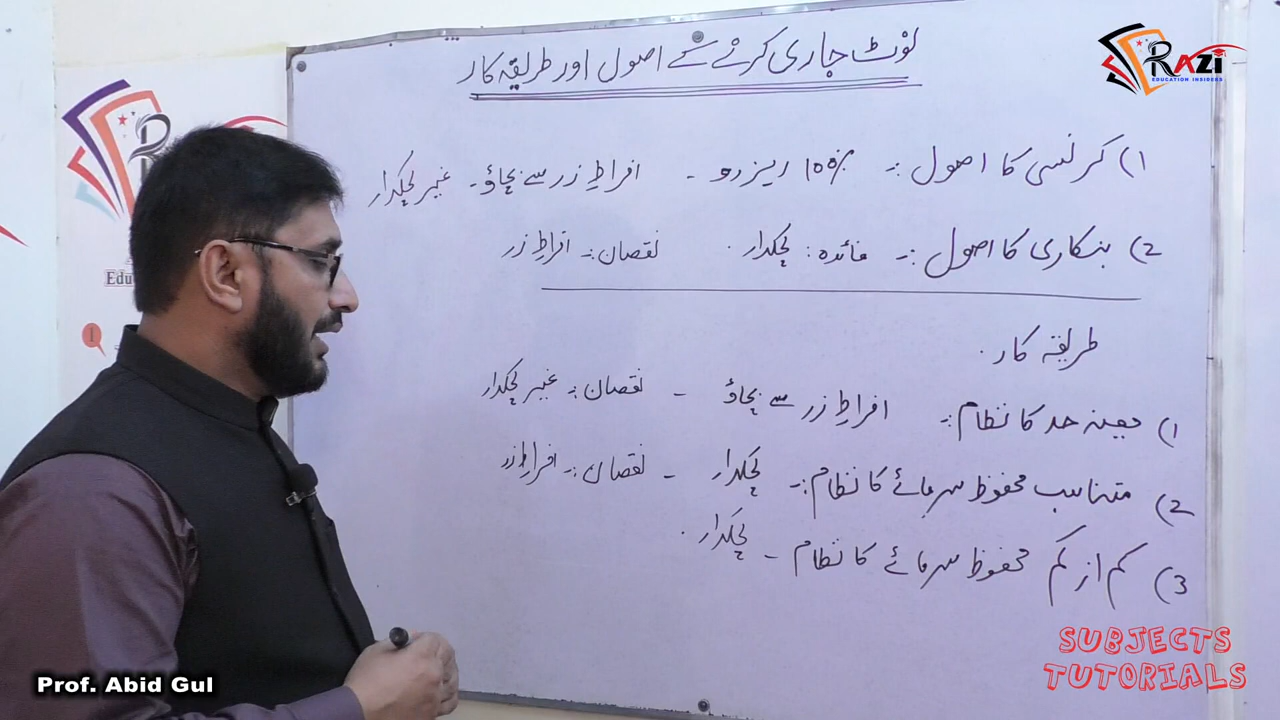 نوٹ جاری کرنے کے اصول اور طریقہ کار
1) کرنسی کا اصول :- 100% ریزرو - افراطِ زر سے بچاؤ - غیر لچکدار
2) بنکاری کا اصول :- فائدہ : لچکدار . نقصان :- افراطِ زر
طریقہ کار .
1) معینہ حد کا نظام :- افراطِ زر سے بچاؤ - نقصان :- غیر لچکدار
2) متناسب محفوظ سرمائے کا نظام :- لچکدار - نقصان :- افراطِ زر
3) کم از کم محفوظ سرمائے کا نظام - لچکدار .
RAZI
EDUCATION INSIDERS
R
Edu
1
Prof. Abid Gul
SUBJECTS
TUTORIALS